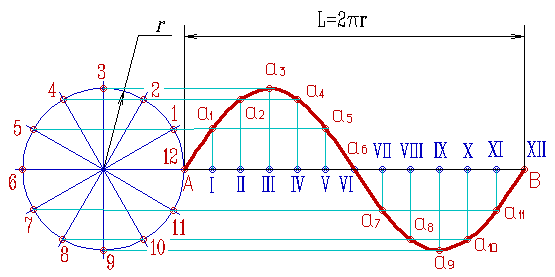 L=2πr
r
3
4
2
5
1
6
12
7
11
8
10
9
A
a₁
a₂
a₃
a₄
a₅
a₆
a₇
a₈
a₉
a₁₀
a₁₁
I
II
III
IV
V
VI
VII
VIII
IX
X
XI
XII
B